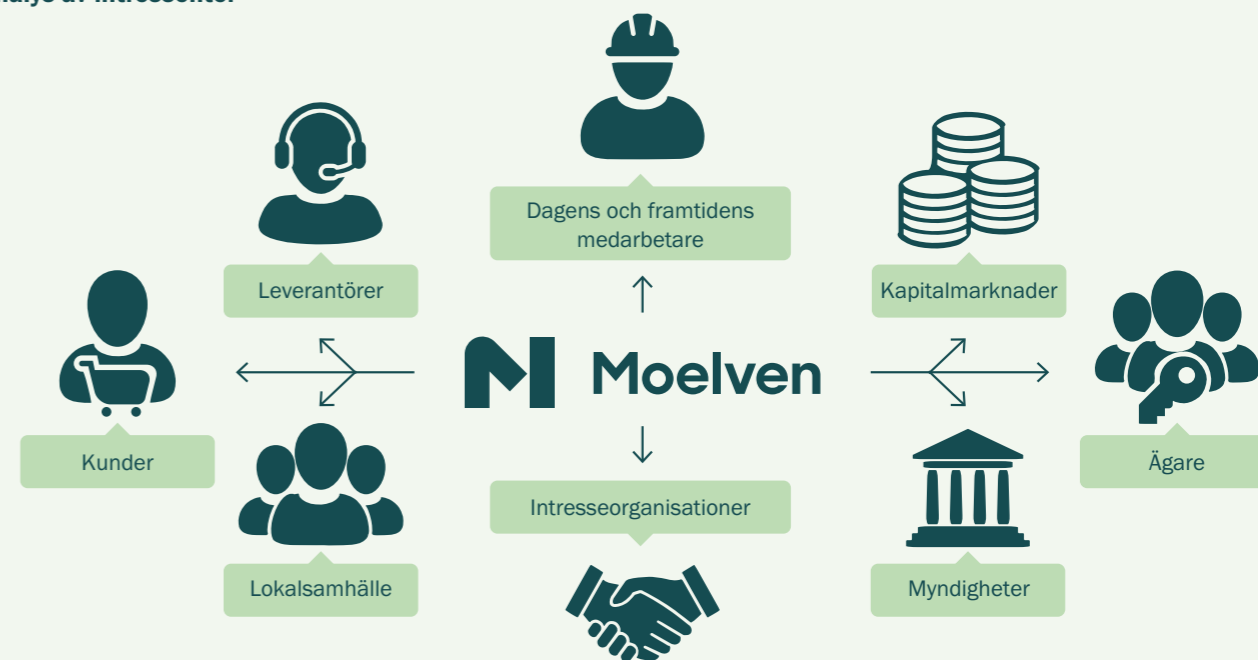 Dagens och framtidens
medarbetare
Leverantörer
Kapitalmarknader
Moelven
Kunder
Ägare
Intresseorganisationer
Lokalsamhälle
Myndigheter